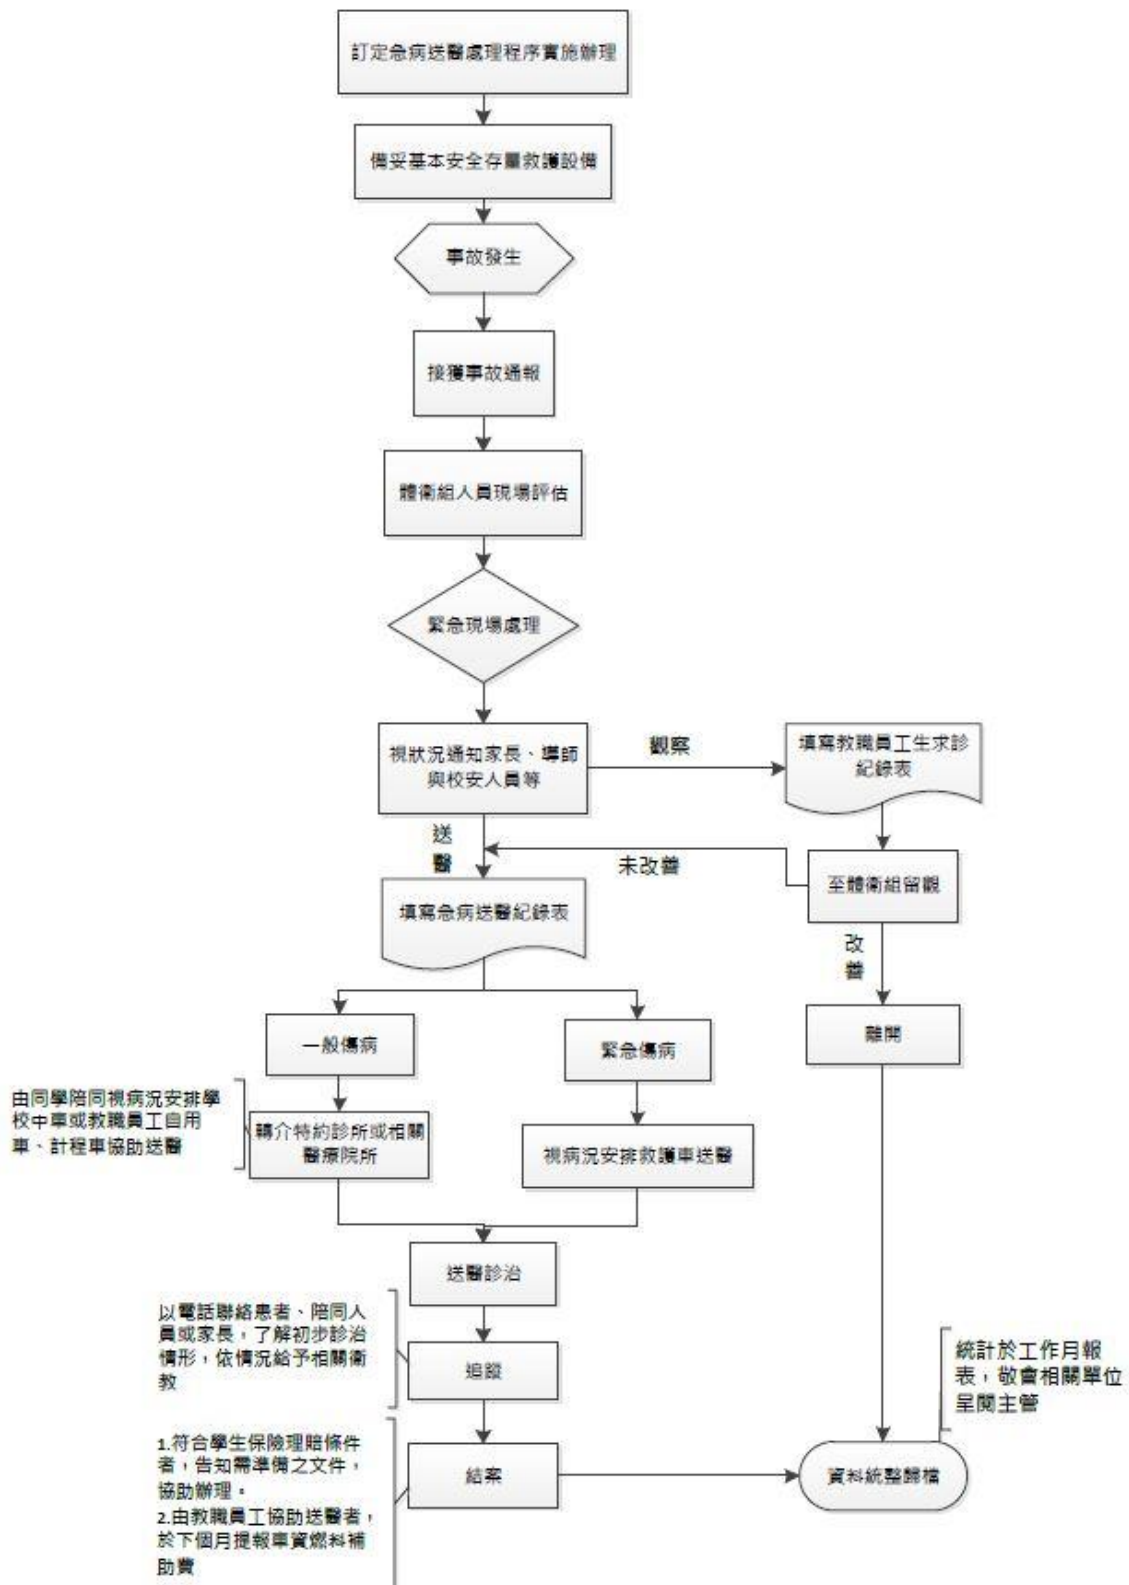 訂定急病送醫處理程序實施辦理
備妥基本安全存量救護設備
事故發生
接獲事故通報
體衛組人員現場評估
緊急現場處理
視狀況通知家長、導師
與校安人員等
觀察
填寫教職員工生求診
紀錄表
送
醫
未改善
至體衛組留觀
填寫急病送醫紀錄表
改
善
離開
一般傷病
緊急傷病
由同學陪同視病況安排學
校中車或教職員工自用
車、計程車協助送醫
轉介特約診所或相關
醫療院所
視病況安排救護車送醫
送醫診治
以電話聯絡患者、陪同人
員或家長，了解初步診治
情形，依情況給予相關衛
教
追蹤
統計於工作月報
表，敬會相關單位
呈閱主管
1.符合學生保險理賠條件
者，告知需準備之文件，
協助辦理。
2.由教職員工協助送醫者，
於下個月提報車資燃料補
助費
結案
資料統整歸檔